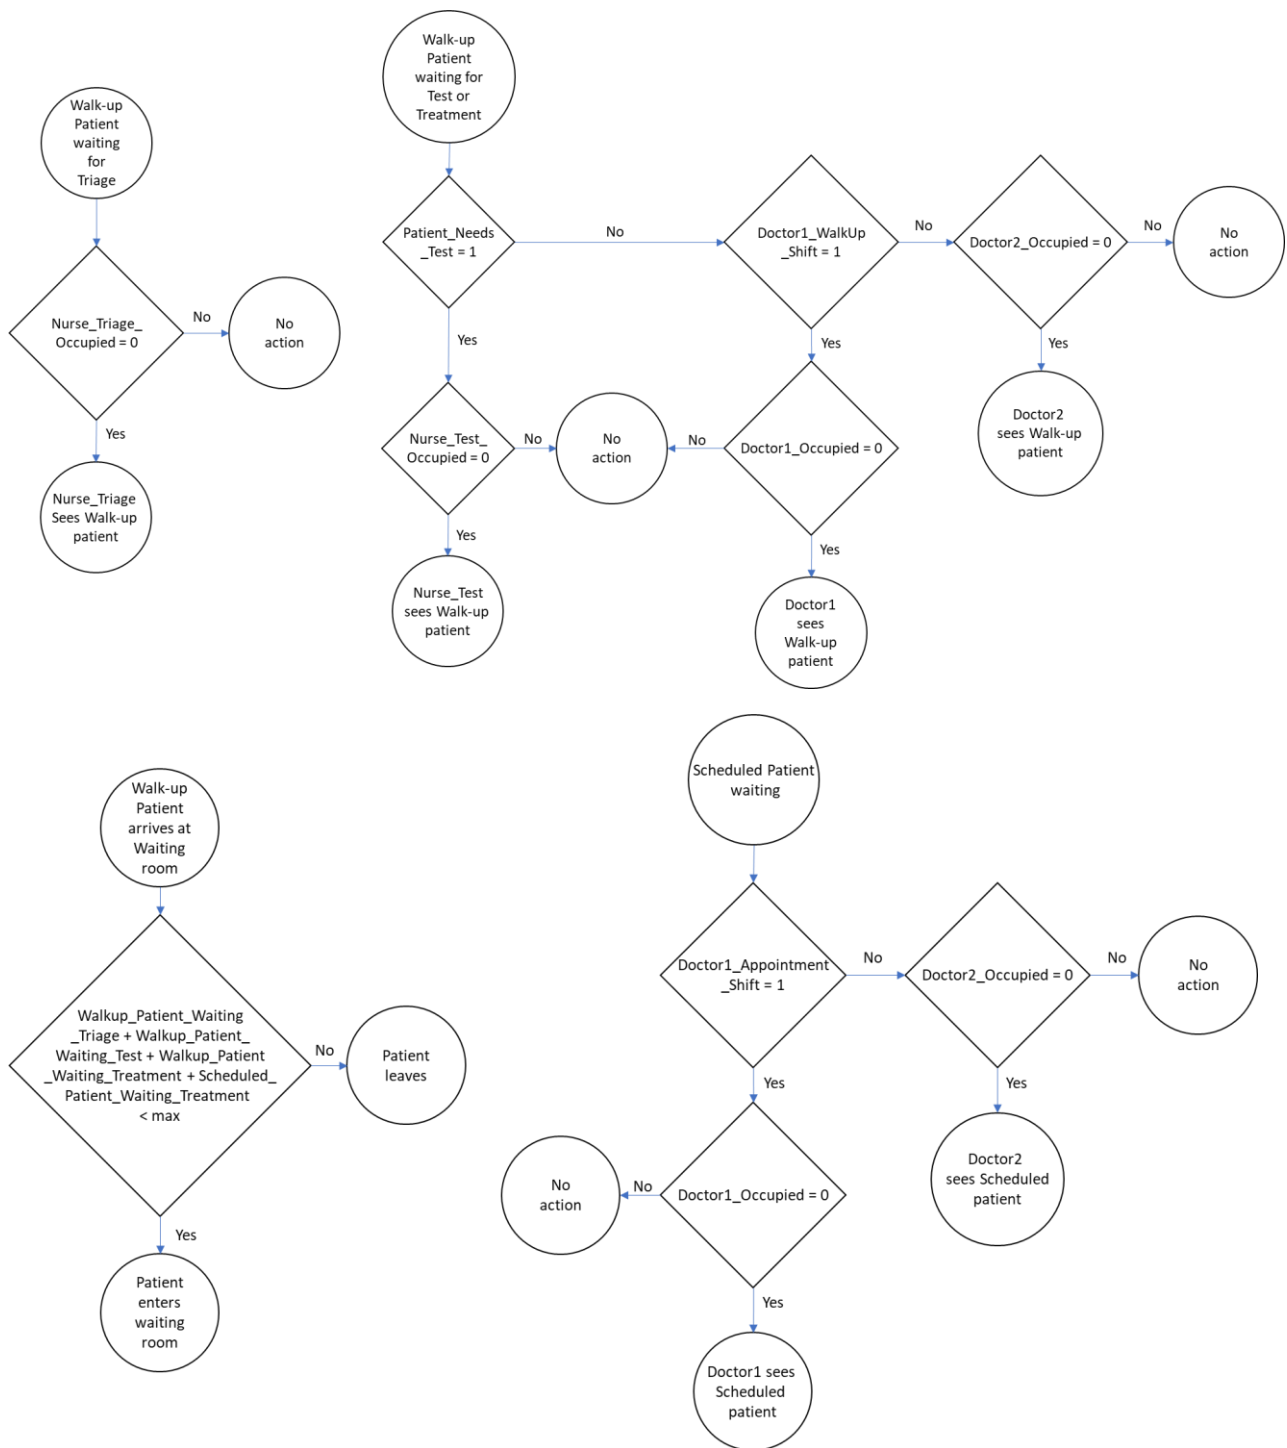 Walk-up
Patient
waiting
for
Triage
Nurse_Triage_
Occupied = 0
No
No
action
Yes
Nurse_Triage
Sees Walk-up
patient
Walk-up
Patient
waiting for
Test or
Treatment
Patient_Needs
_Test = 1
No
Yes
Nurse_Test_
Occupied = 0
No
No
action
Yes
Nurse_Test
sees Walk-up
patient
Doctor1_WalkUp
_Shift = 1
No
Yes
Doctor1_Occupied = 0
No
Yes
Doctor1
sees
Walk-up
patient
Doctor2_Occupied = 0
No
No
action
Yes
Doctor2
sees Walk-up
patient
Walk-up
Patient
arrives at
Waiting
room
Walkup_Patient_Waiting
_Triage + Walkup_Patient_
Waiting_Test + Walkup_Patient
_Waiting_Treatment + Scheduled_
Patient_Waiting_Treatment
< max
No
Patient
leaves
Yes
Patient
enters
waiting
room
Scheduled Patient
waiting
Doctor1_Appointment
_Shift = 1
No
Doctor2_Occupied = 0
No
No
action
Yes
Doctor2
sees Scheduled
patient
Yes
Doctor1_Occupied = 0
No
No
action
Yes
Doctor1 sees
Scheduled
patient